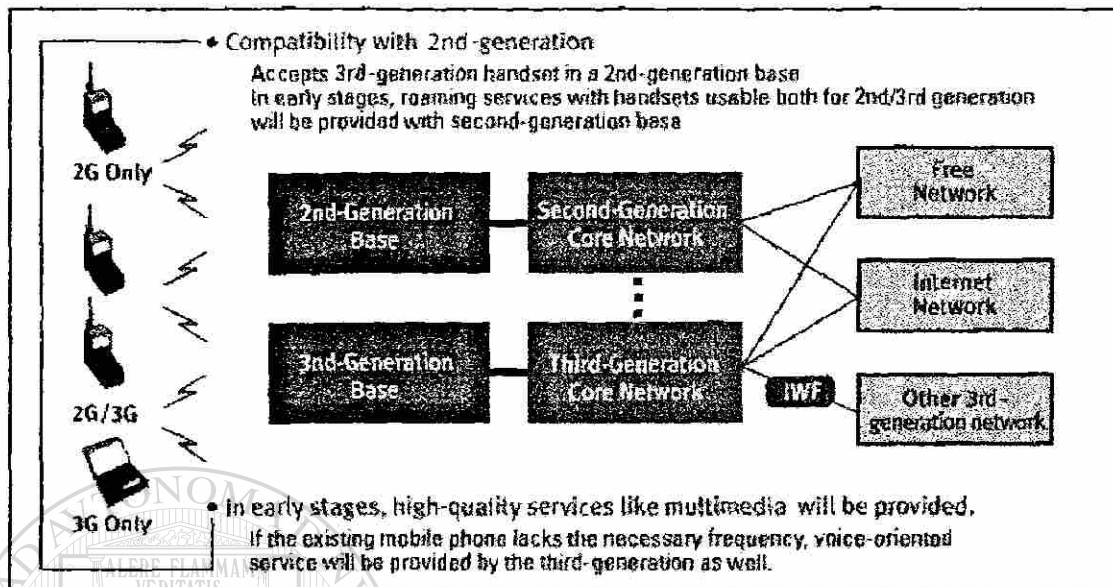 • Compatibility with 2nd-generation
Accepts 3rd-generation handset in a 2nd-generation base
In early stages, roaming services with handsets usable both for 2nd/3rd generation
will be provided with second-generation base
2G Only
2G/3G
3G Only
2nd-Generation
Base
Second-Generation
Core Network
3nd-Generation
Base
Third-Generation
Core Network
Free
Network
Internet
Network
IWF
Other 3rd-
generation network
• In early stages, high-quality services like multimedia will be provided.
If the existing mobile phone lacks the necessary frequency, voice-oriented
service will be provided by the third-generation as well.
ALERE FLAMMAM
VERITATIS